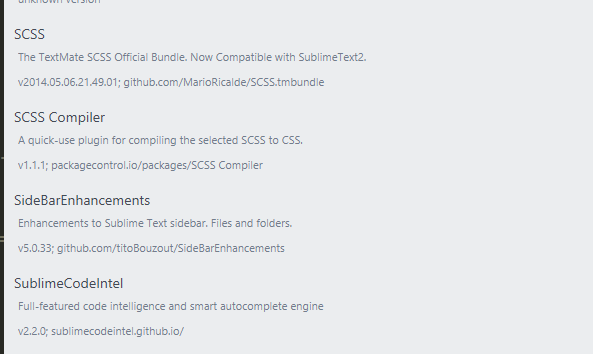 unknown version
SCSS
The TextMate SCSS Official Bundle. Now Compatible with SublimeText2.
v2014.05.06.21.49.01; github.com/MarioRicalde/SCSS.tmbundle
SCSS Compiler
A quick-use plugin for compiling the selected SCSS to CSS.
v1.1.1; packagecontrol.io/packages/SCSS Compiler
SideBarEnhancements
Enhancements to Sublime Text sidebar. Files and folders.
v5.0.33; github.com/titoBouzout/SideBarEnhancements
SublimeCodeIntel
Full-featured code intelligence and smart autocomplete engine
v2.2.0; sublimecodeintel.github.io/